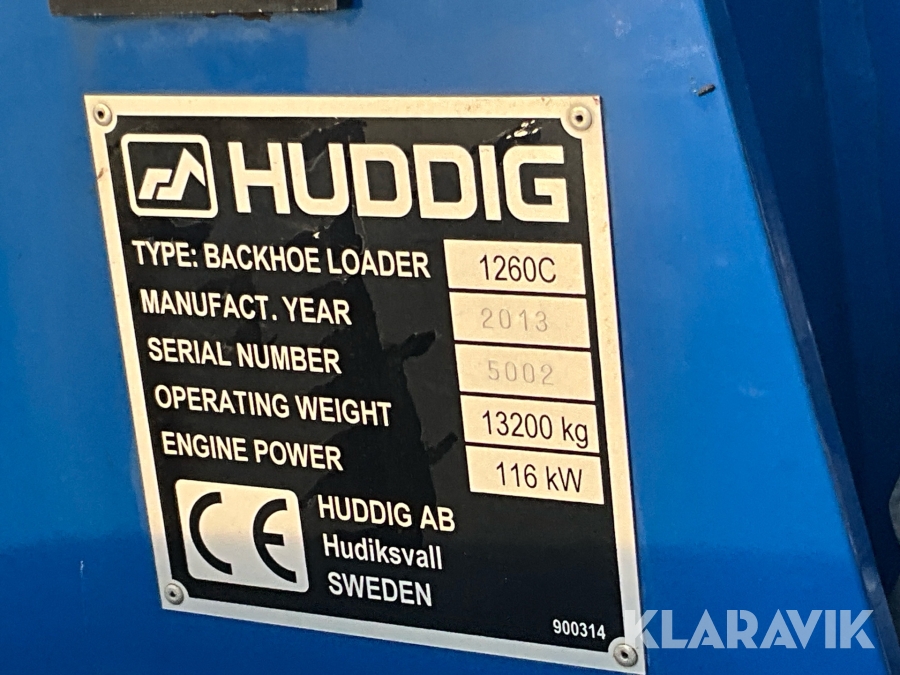 HUDDIG
TYPE: BACKHOE LOADER 1260C
MANUFACT. YEAR 2013
SERIAL NUMBER 5002
OPERATING WEIGHT 13200 kg
ENGINE POWER 116 kW
CE
HUDDIG AB
Hudiksvall
SWEDEN
900314
KLARAVIK